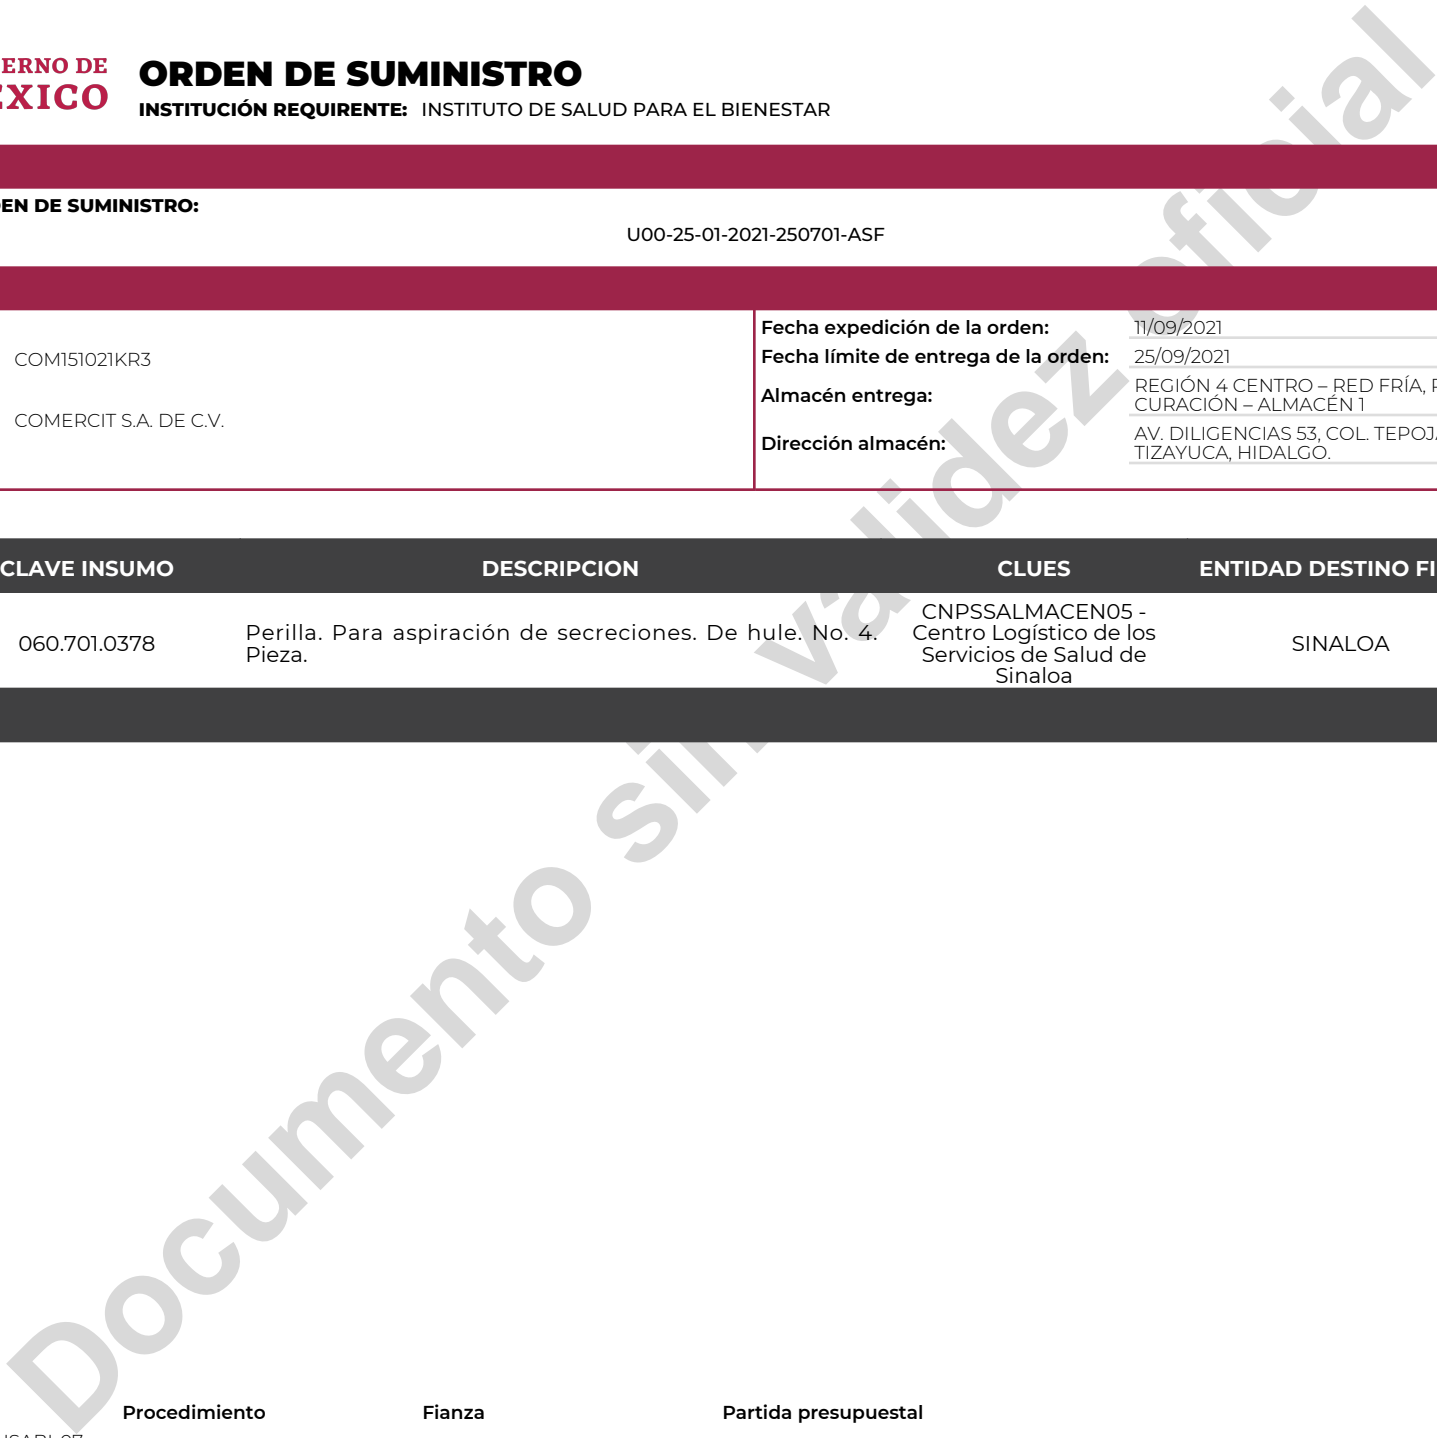 ERNO DE
ÉXICO
ORDEN DE SUMINISTRO
INSTITUCIÓN REQUIRENTE: INSTITUTO DE SALUD PARA EL BIENESTAR
EN DE SUMINISTRO:
U00-25-01-2021-250701-ASF
COM151021KR3
COMERCIT S.A. DE C.V.
Fecha expedición de la orden: 11/09/2021
Fecha límite de entrega de la orden: 25/09/2021
Almacén entrega: REGIÓN 4 CENTRO – RED FRÍA,
CURACIÓN – ALMACÉN 1
Dirección almacén: AV. DILIGENCIAS 53, COL. TEPOJ
TIZAYUCA, HIDALGO.
CLAVE INSUMO DESCRIPCION CLUES ENTIDAD DESTINO FI
060.701.0378
Perilla. Para aspiración de secreciones. De hule. No. 4.
Pieza.
CNPSSALMACEN05 -
Centro Logístico de los
Servicios de Salud de
Sinaloa
SINALOA
Documento sin validez oficial
Procedimiento Fianza Partida presupuestal